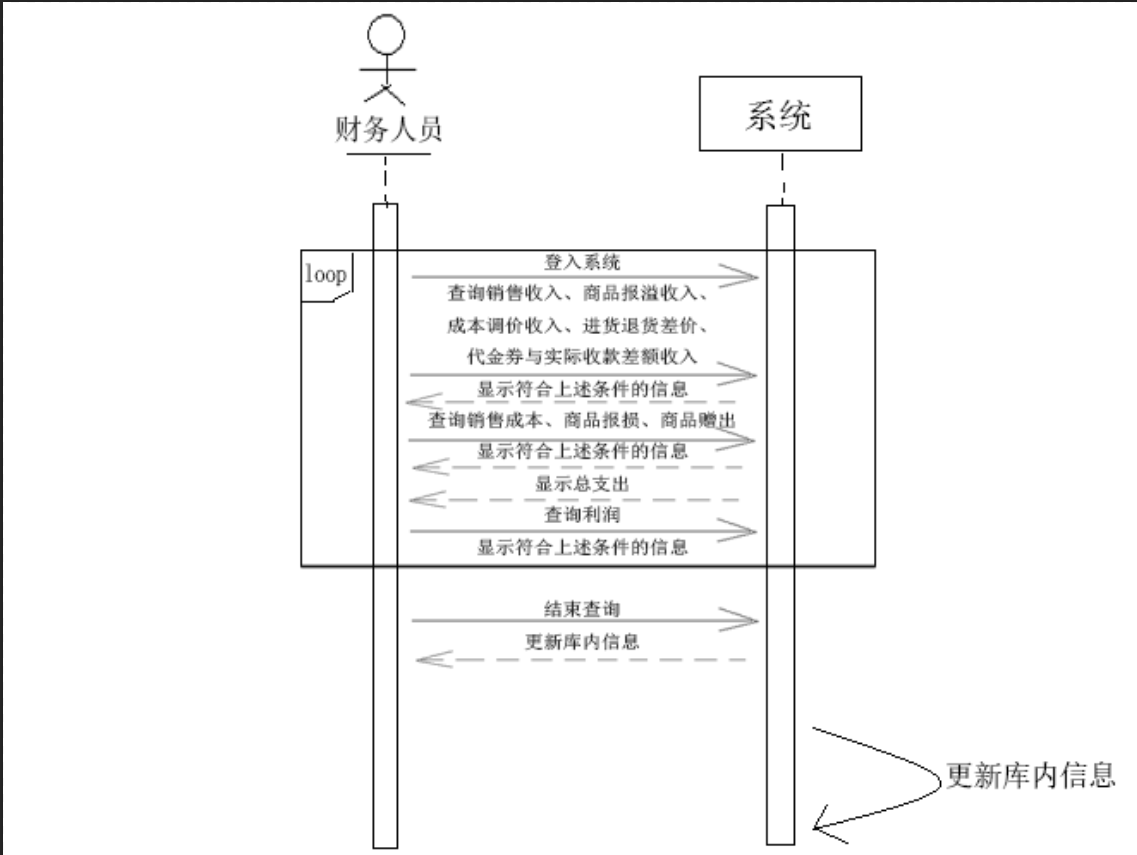 财务人员
系统
loop
登入系统
查询销售收入、商品报溢收入、
成本调价收入、进货退货差价、
代金券与实际收款差额收入
显示符合上述条件的信息
查询销售成本、商品报损、商品赠出
显示符合上述条件的信息
显示总支出
查询利润
显示符合上述条件的信息
结束查询
更新库内信息
更新库内信息